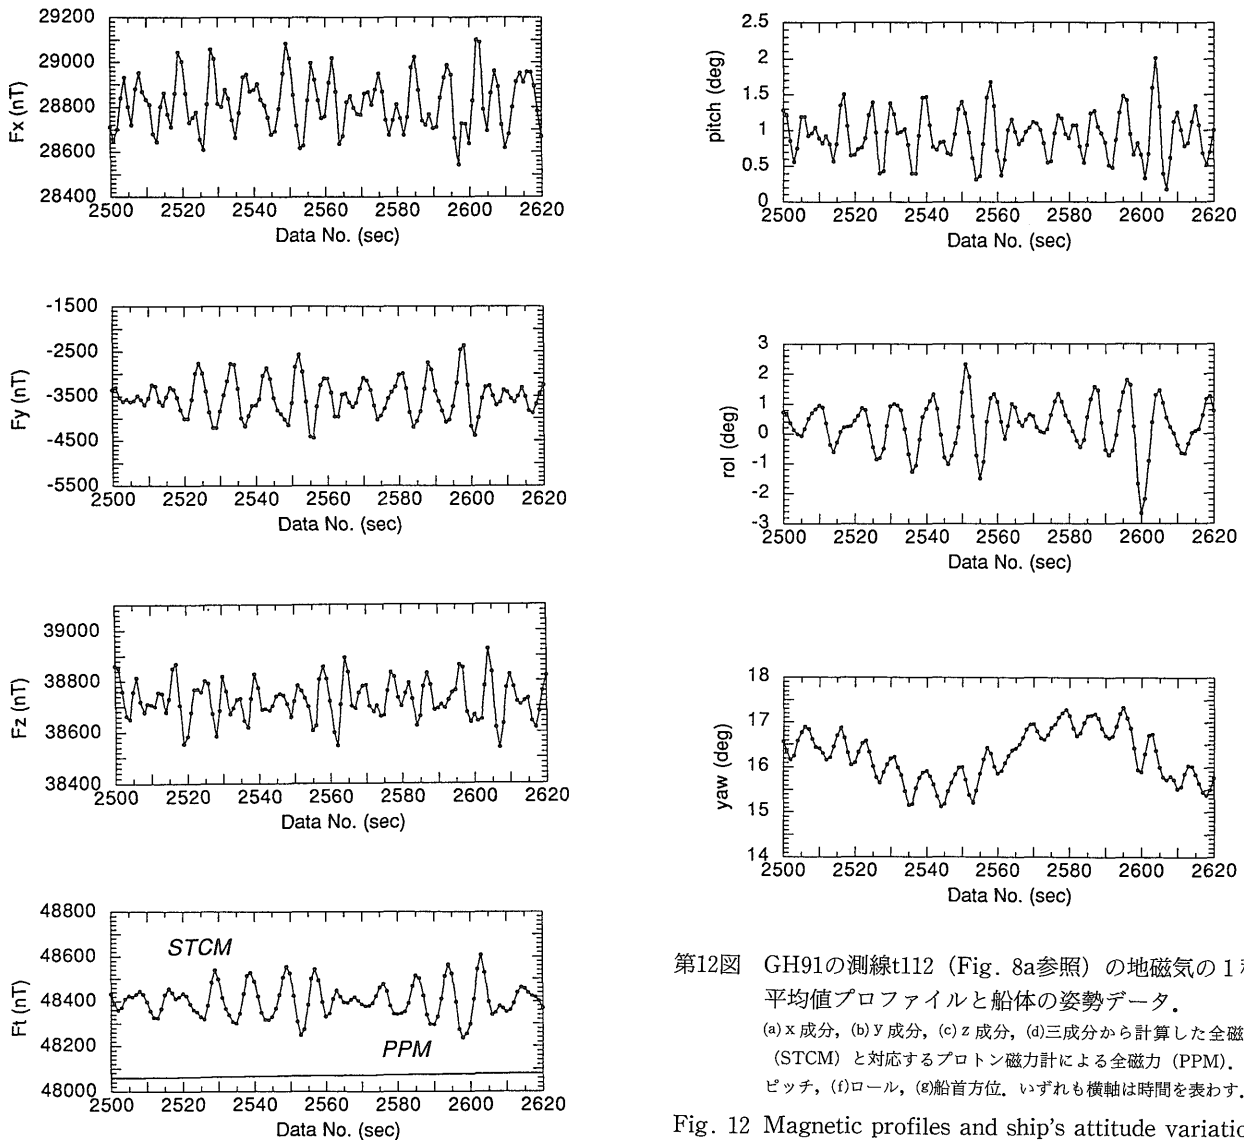 29200
29000
28800
28600
28400
Fx (nT)
2500 2520 2540 2560 2580 2600 2620
Data No. (sec)
-1500
-2500
-3500
-4500
-5500
Fy (nT)
2500 2520 2540 2560 2580 2600 2620
Data No. (sec)
39000
38800
38600
38400
Fz (nT)
2500 2520 2540 2560 2580 2600 2620
Data No. (sec)
48800
48600
48400
48200
48000
Ft (nT)
STCM
PPM
2500 2520 2540 2560 2580 2600 2620
Data No. (sec)
2.5
2
1.5
1
0.5
0
pitch (deg)
2500 2520 2540 2560 2580 2600 2620
Data No. (sec)
3
2
1
0
-1
-2
-3
rol (deg)
2500 2520 2540 2560 2580 2600 2620
Data No. (sec)
18
17
16
15
14
yaw (deg)
2500 2520 2540 2560 2580 2600 2620
Data No. (sec)
第12図 GH91の測線t112(Fig. 8a参照)の地磁気の1
平均値プロファイルと船体の姿勢データ.
(a) x 成分, (b) y 成分, (c) z 成分, (d)三成分から計算した全磁
(STCM) と対応するプロトン磁力計による全磁力 (PPM).
ピッチ, (f)ロール, (g)船首方位. いずれも横軸は時間を表わす.
Fig. 12 Magnetic profiles and ship's attitude variatio